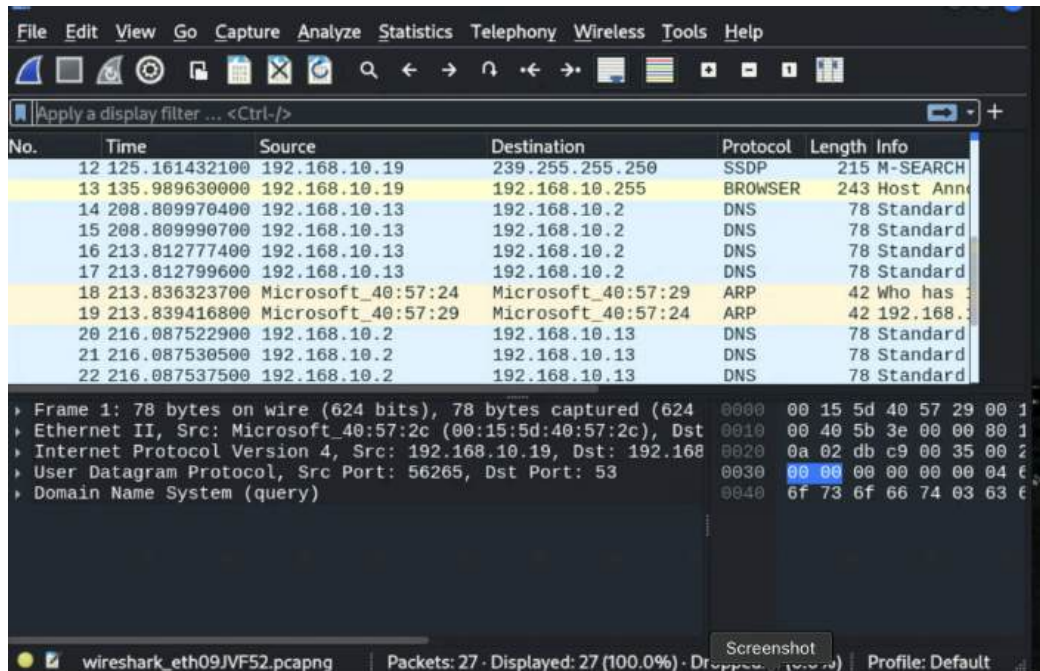 File Edit View Go Capture Analyze Statistics Telephony Wireless Tools Help
Apply a display filter ... <Ctrl-/>
No. Time Source Destination Protocol Length Info
12 125.161432100 192.168.10.19 239.255.255.250 SSDP 215 M-SEARCH
13 135.989630000 192.168.10.19 192.168.10.255 BROWSER 243 Host Anno
14 208.809970400 192.168.10.13 192.168.10.2 DNS 78 Standard
15 208.809990700 192.168.10.13 192.168.10.2 DNS 78 Standard
16 213.812777400 192.168.10.13 192.168.10.2 DNS 78 Standard
17 213.812799600 192.168.10.13 192.168.10.2 DNS 78 Standard
18 213.836323700 Microsoft_40:57:24 Microsoft_40:57:29 ARP 42 Who has
19 213.839416800 Microsoft_40:57:29 Microsoft_40:57:24 ARP 42 192.168.
20 216.087522900 192.168.10.2 192.168.10.13 DNS 78 Standard
21 216.087530500 192.168.10.2 192.168.10.13 DNS 78 Standard
22 216.087537500 192.168.10.2 192.168.10.13 DNS 78 Standard
Frame 1: 78 bytes on wire (624 bits), 78 bytes captured (624
Ethernet II, Src: Microsoft_40:57:2c (00:15:5d:40:57:2c), Dst
Internet Protocol Version 4, Src: 192.168.10.19, Dst: 192.168
User Datagram Protocol, Src Port: 56265, Dst Port: 53
Domain Name System (query)
0000 00 15 5d 40 57 29 00 1
0010 00 40 5b 3e 00 00 80 1
0020 0a 02 db c9 00 35 00 2
0030 00 00 00 00 00 00 04 6
0040 6f 73 6f 66 74 03 63 6
Screenshot
wireshark_eth09JVF52.pcapng Packets: 27 · Displayed: 27 (100.0%) · Profile: Default